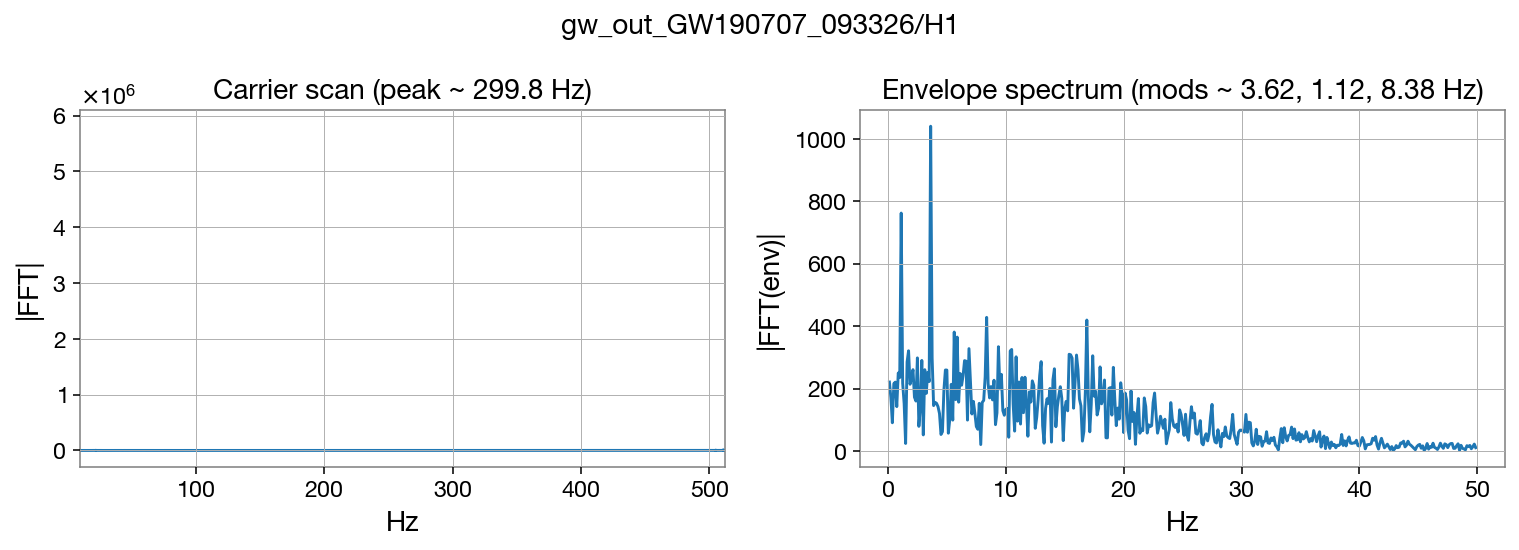 gw_out_GW190707_093326/H1
Carrier scan (peak ~ 299.8 Hz)
×10⁶
6
5
4
3
2
1
0
|FFT|
100 200 300 400 500
Hz
Envelope spectrum (mods ~ 3.62, 1.12, 8.38 Hz)
1000
800
600
400
200
0
|FFT(env)|
0 10 20 30 40 50
Hz